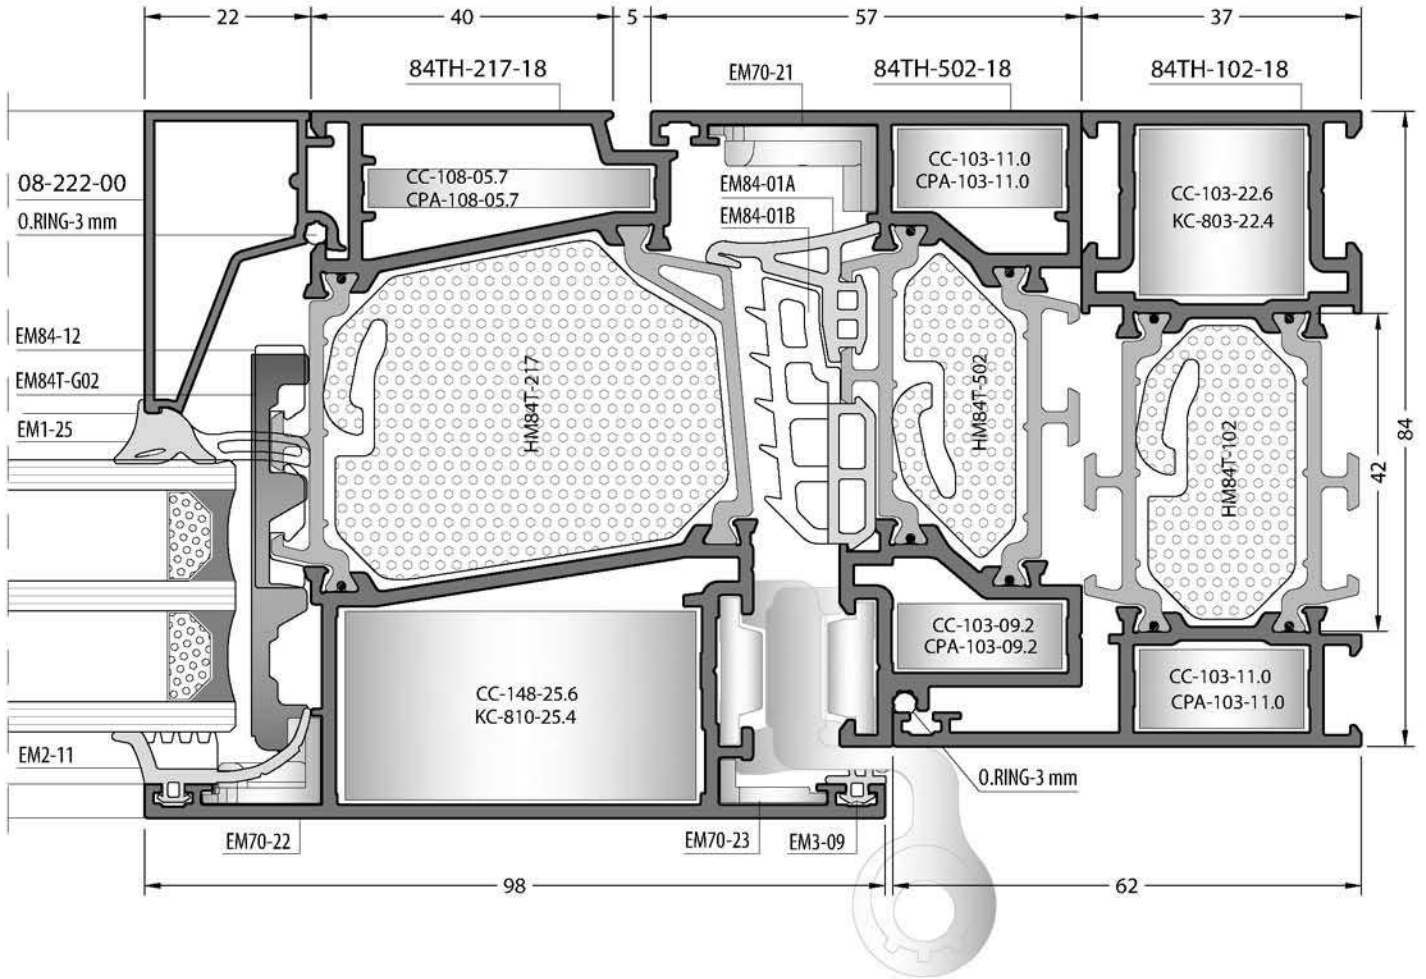 22
40
5
57
37
84TH-217-18
EM70-21
84TH-502-18
84TH-102-18
08-222-00
O.RING-3 mm
CC-108-05.7
CPA-108-05.7
EM84-01A
EM84-01B
CC-103-11.0
CPA-103-11.0
CC-103-22.6
KC-803-22.4
EM84-12
EM84T-G02
EM1-25
HM84T-217
HM84T-502
HM84T-102
42
84
CC-148-25.6
KC-810-25.4
CC-103-09.2
CPA-103-09.2
CC-103-11.0
CPA-103-11.0
EM2-11
O.RING-3 mm
EM70-22
EM70-23
EM3-09
98
62